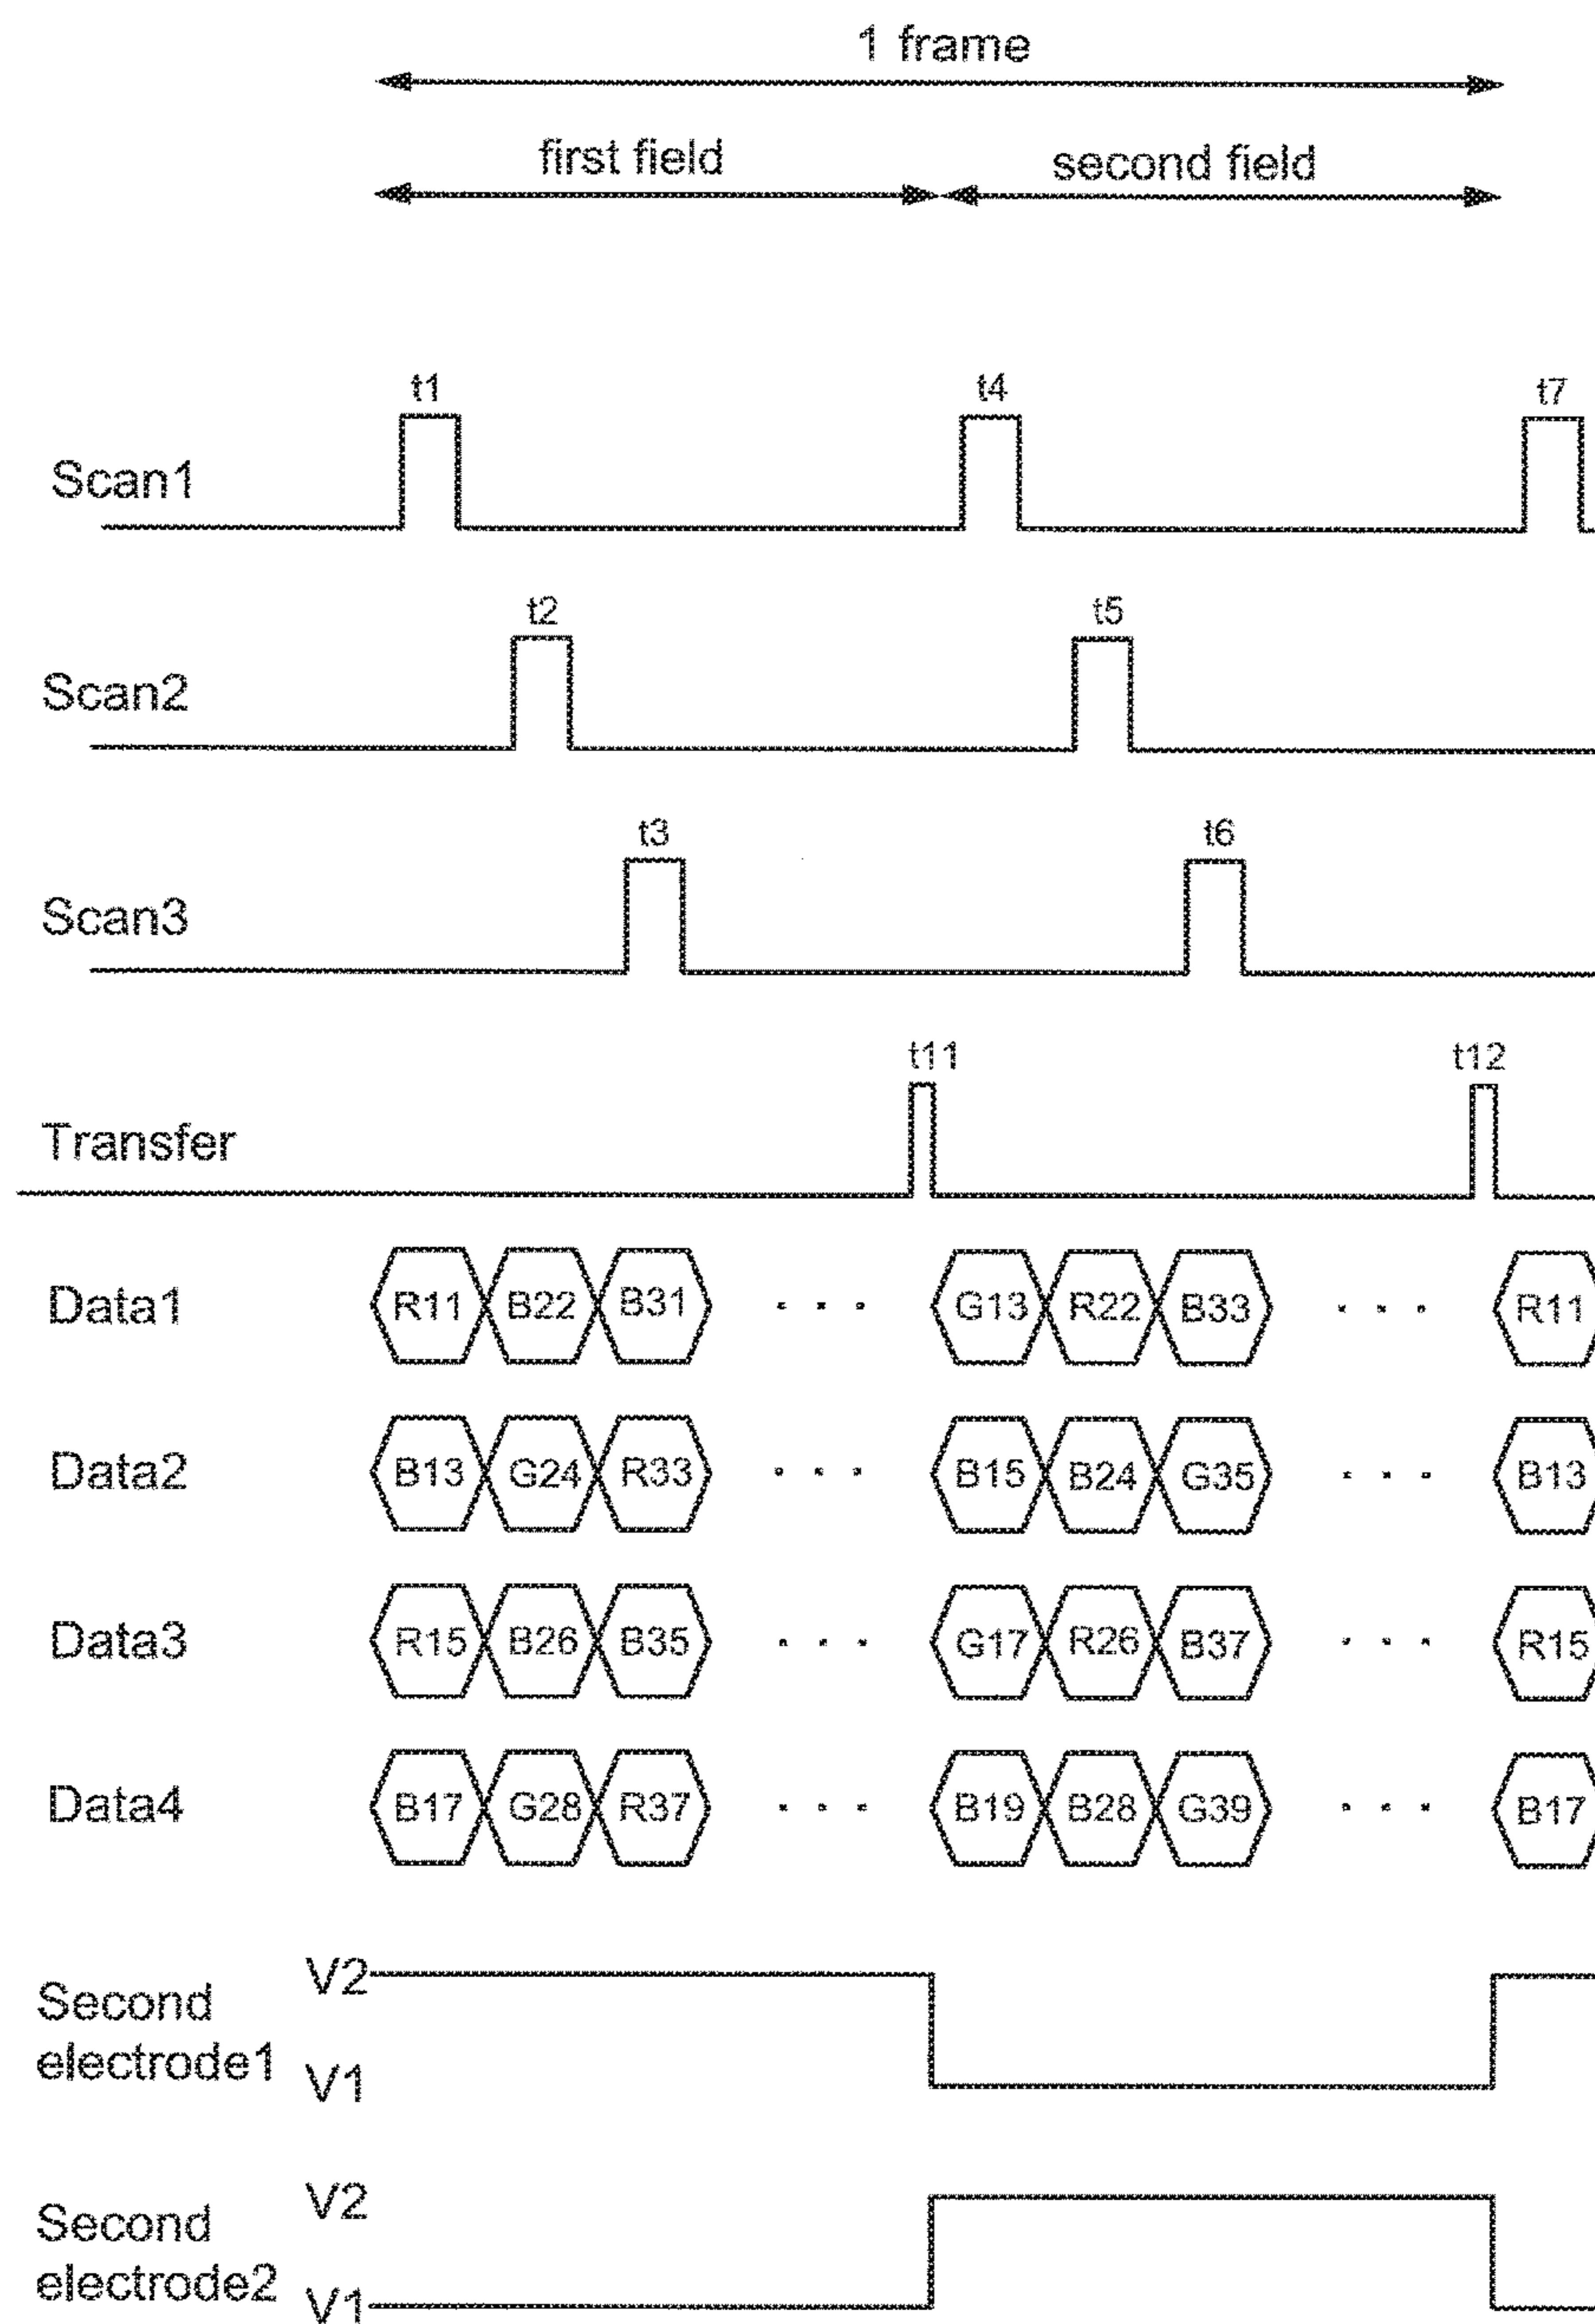 1 frame
first field second field
t1 t4 t7
Scan1
t2 t5
Scan2
t3 t6
Scan3
t11 t12
Transfer
Data1 R11 B22 B31 . . . G13 R22 B33 . . . R11
Data2 B13 G24 R33 . . . B15 B24 G35 . . . B13
Data3 R15 B26 B35 . . . G17 R26 B37 . . . R15
Data4 B17 G28 R37 . . . B19 B28 G39 . . . B17
V2
Second
electrode1
V1
V2
Second
electrode2
V1